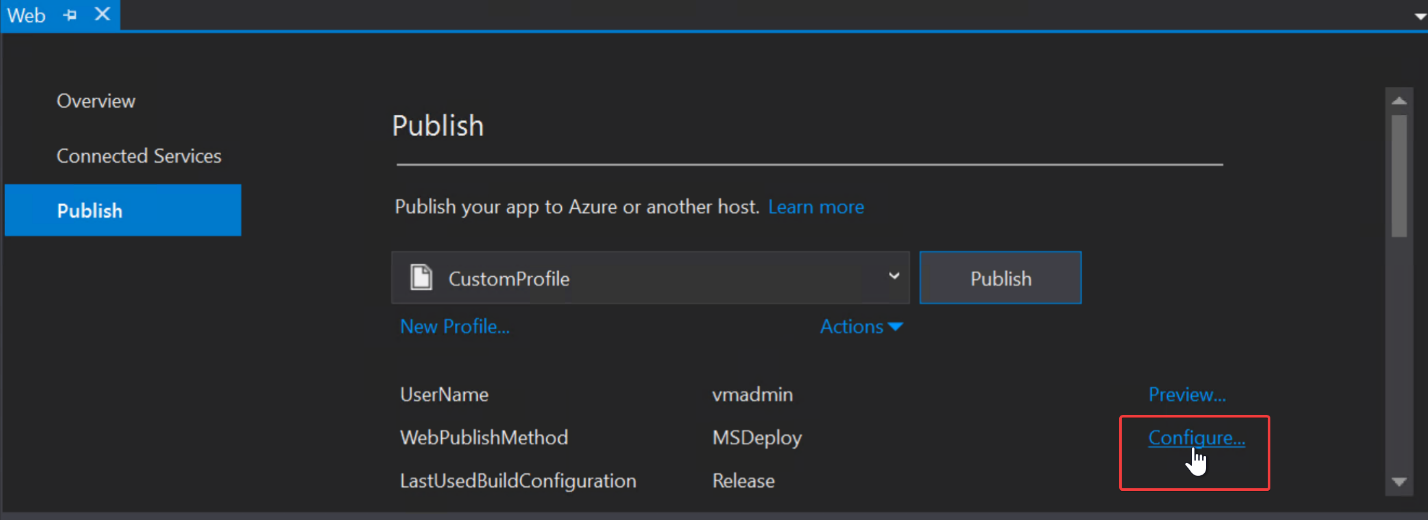 Web
Overview
Connected Services
Publish
Publish
Publish your app to Azure or another host. Learn more
CustomProfile
Publish
New Profile...
Actions
UserName vmadmin Preview...
WebPublishMethod MSDeploy Configure...
LastUsedBuildConfiguration Release